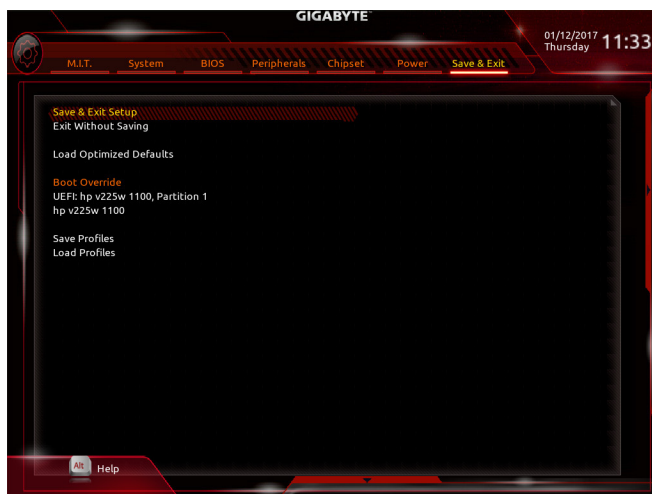 GIGABYTE™
01/12/2017
Thursday
11:33
M.I.T. System BIOS Peripherals Chipset Power Save & Exit
Save & Exit Setup
Exit Without Saving
Load Optimized Defaults
Boot Override
UEFI: hp v225w 1100, Partition 1
hp v225w 1100
Save Profiles
Load Profiles
Alt Help